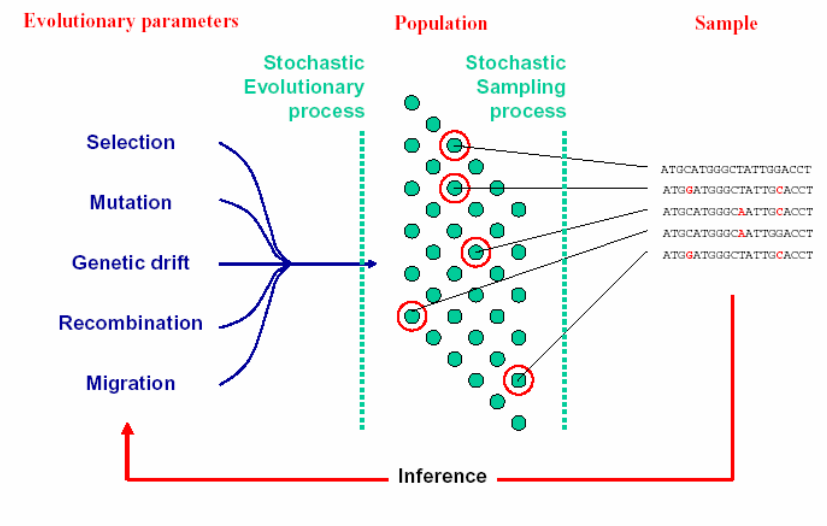 Evolutionary parameters
Population
Sample
Stochastic
Evolutionary
process
Stochastic
Sampling
process
Selection
Mutation
Genetic drift
Recombination
Migration
ATGCATGGGCTATTGGACCT
ATGGATGGGCTATTGCACCT
ATGCATGGGCAATTGCACCT
ATGCATGGGCAATTGGACCT
ATGGATGGGCTATTGCACCT
Inference